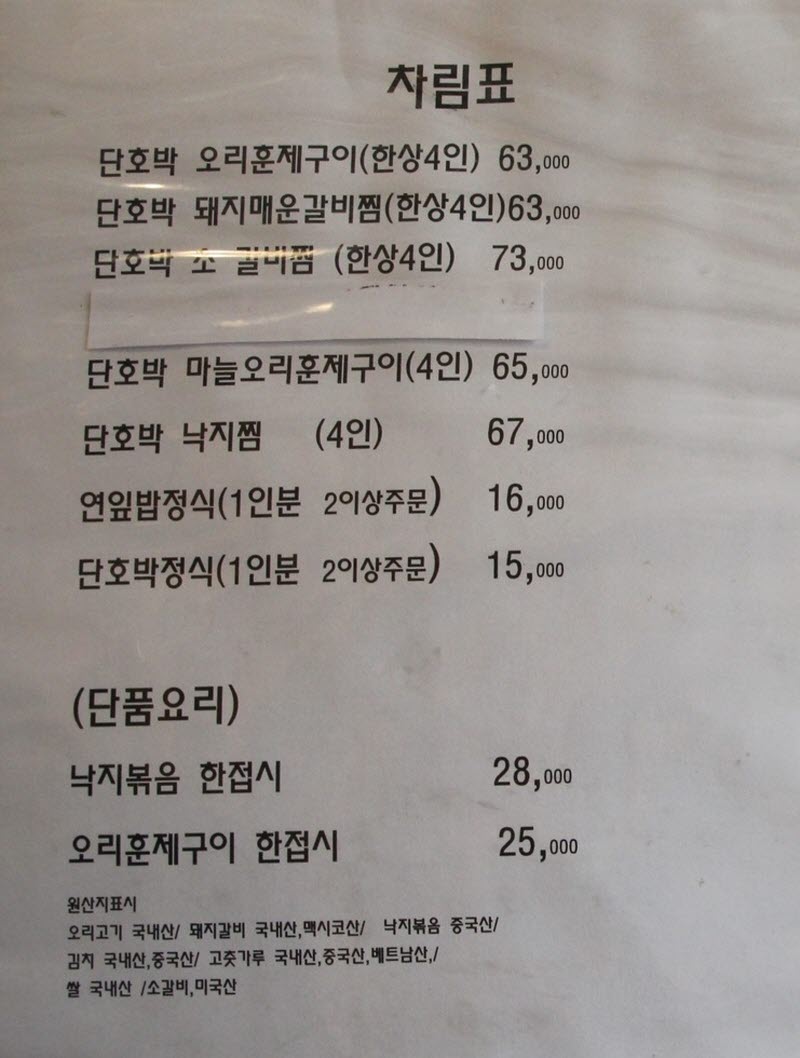 차림표
단호박 오리훈제구이(한상4인) 63,000
단호박 돼지매운갈비찜(한상4인)63,000
단호박 소 갈비찜 (한상4인) 73,000
단호박 마늘오리훈제구이(4인) 65,000
단호박 낙지찜 (4인) 67,000
연잎밥정식(1인분 2이상주문) 16,000
단호박정식(1인분 2이상주문) 15,000
(단품요리)
낙지볶음 한접시 28,000
오리훈제구이 한접시 25,000
원산지표시
오리고기 국내산/ 돼지갈비 국내산,맥시코산/ 낙지볶음 중국산/
김치 국내산,중국산/ 고춧가루 국내산,중국산,베트남산,/
쌀 국내산 /소갈비,미국산